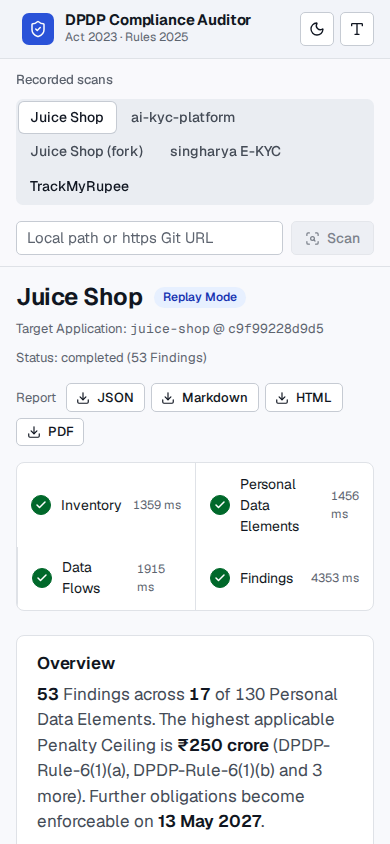 DPDP Compliance Auditor
Act 2023 · Rules 2025
Recorded scans
Juice Shop
ai-kyc-platform
Juice Shop (fork)
singharya E-KYC
TrackMyRupee
Local path or https Git URL
Scan
Juice Shop
Replay Mode
Target Application: juice-shop @ c9f99228d9d5
Status: completed (53 Findings)
Report
JSON
Markdown
HTML
PDF
Inventory
1359 ms
Personal
Data
Elements
1456
ms
Data
Flows
1915
ms
Findings
4353 ms
Overview
53 Findings across 17 of 130 Personal
Data Elements. The highest applicable
Penalty Ceiling is ₹250 crore (DPDP-
Rule-6(1)(a), DPDP-Rule-6(1)(b) and 3
more). Further obligations become
enforceable on 13 May 2027.